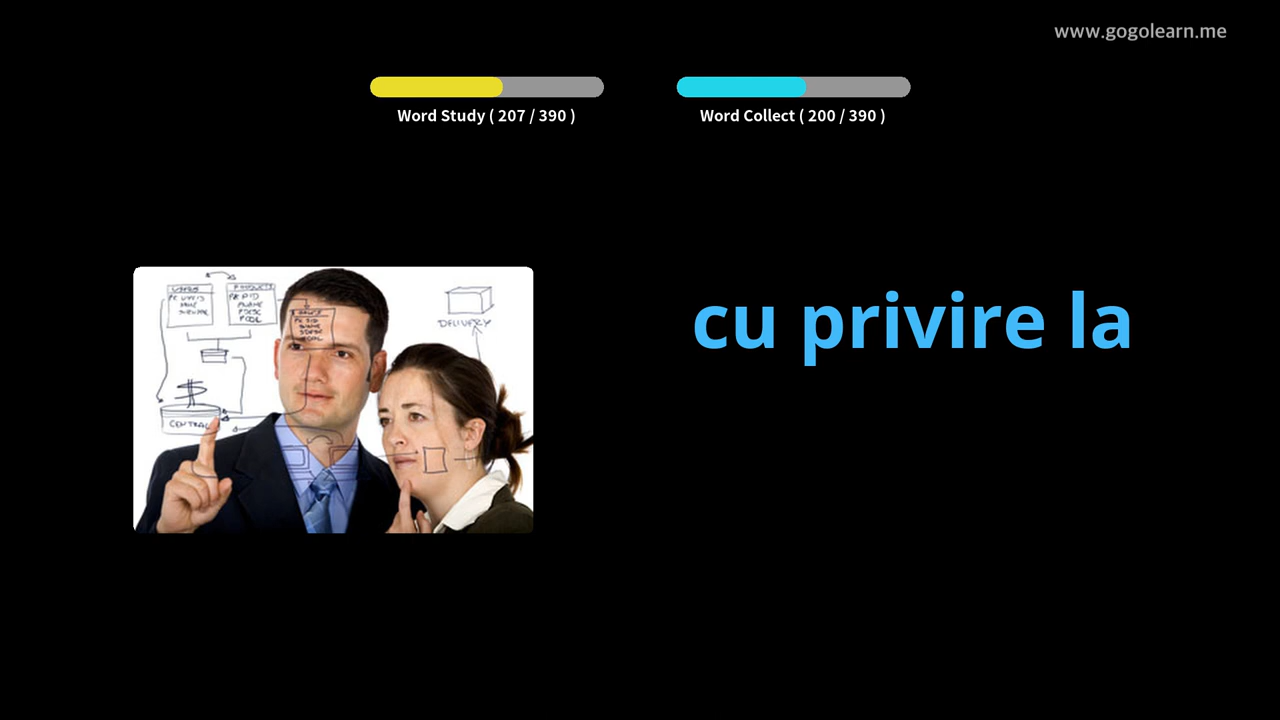 www.gogolearn.me
Word Study ( 207 / 390 )
Word Collect ( 200 / 390 )
cu privire la
DELIVERY
CENTRAL